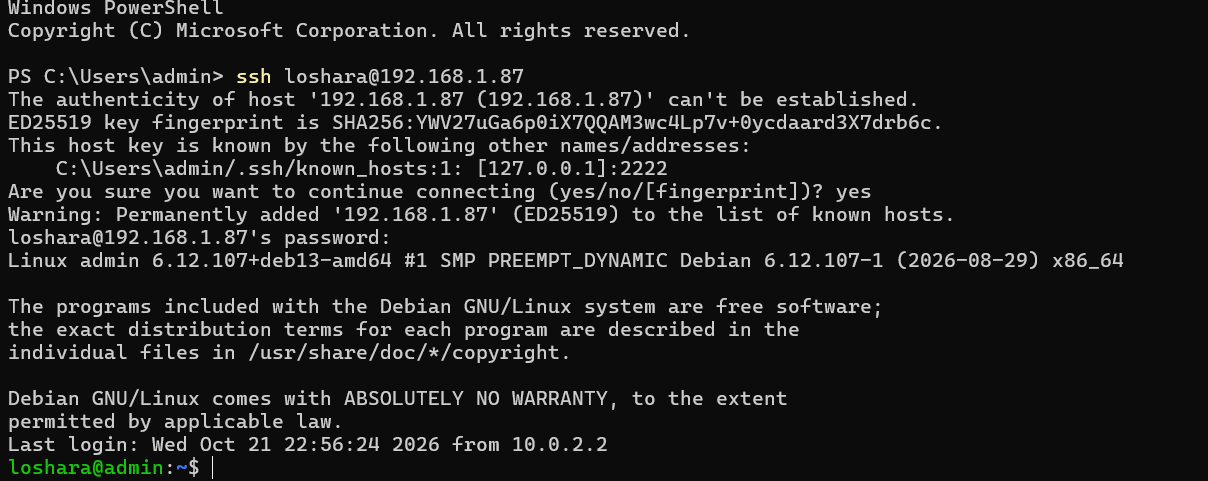 Windows PowerShell
Copyright (C) Microsoft Corporation. All rights reserved.
PS C:\Users\admin> ssh loshara@192.168.1.87
The authenticity of host '192.168.1.87 (192.168.1.87)' can't be established.
ED25519 key fingerprint is SHA256:YWV27uGa6p0iX7QQAM3wc4Lp7v+0ycdaard3X7drb6c.
This host key is known by the following other names/addresses:
    C:\Users\admin/.ssh/known_hosts:1: [127.0.0.1]:2222
Are you sure you want to continue connecting (yes/no/[fingerprint])? yes
Warning: Permanently added '192.168.1.87' (ED25519) to the list of known hosts.
loshara@192.168.1.87's password:
Linux admin 6.12.107+deb13-amd64 #1 SMP PREEMPT_DYNAMIC Debian 6.12.107-1 (2026-08-29) x86_64
The programs included with the Debian GNU/Linux system are free software;
the exact distribution terms for each program are described in the
individual files in /usr/share/doc/*/copyright.
Debian GNU/Linux comes with ABSOLUTELY NO WARRANTY, to the extent
permitted by applicable law.
Last login: Wed Oct 21 22:56:24 2026 from 10.0.2.2
loshara@admin:~$